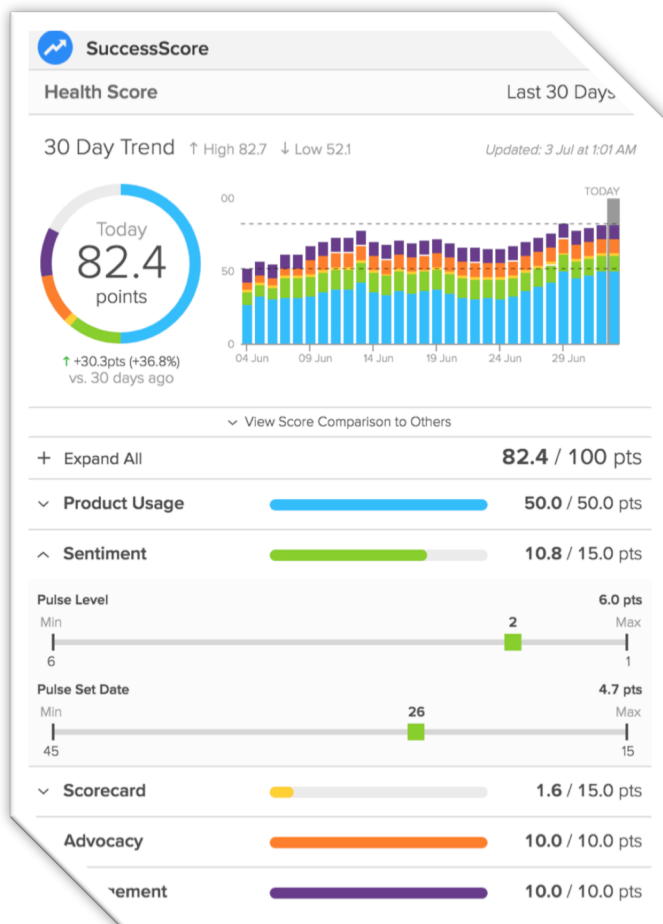 SuccessScore
Health Score Last 30 Days
30 Day Trend ↑ High 82.7 ↓ Low 52.1 Updated: 3 Jul at 1:01 AM
Today
82.4
points
↑ +30.3pts (+36.8%)
vs. 30 days ago
TODAY
00
50
0
04 Jun 09 Jun 14 Jun 19 Jun 24 Jun 29 Jun
View Score Comparison to Others
+ Expand All 82.4 / 100 pts
Product Usage 50.0 / 50.0 pts
Sentiment 10.8 / 15.0 pts
Pulse Level 6.0 pts
Min 2 Max
6 1
Pulse Set Date 4.7 pts
Min 26 Max
45 15
Scorecard 1.6 / 15.0 pts
Advocacy 10.0 / 10.0 pts
ement 10.0 / 10.0 pts